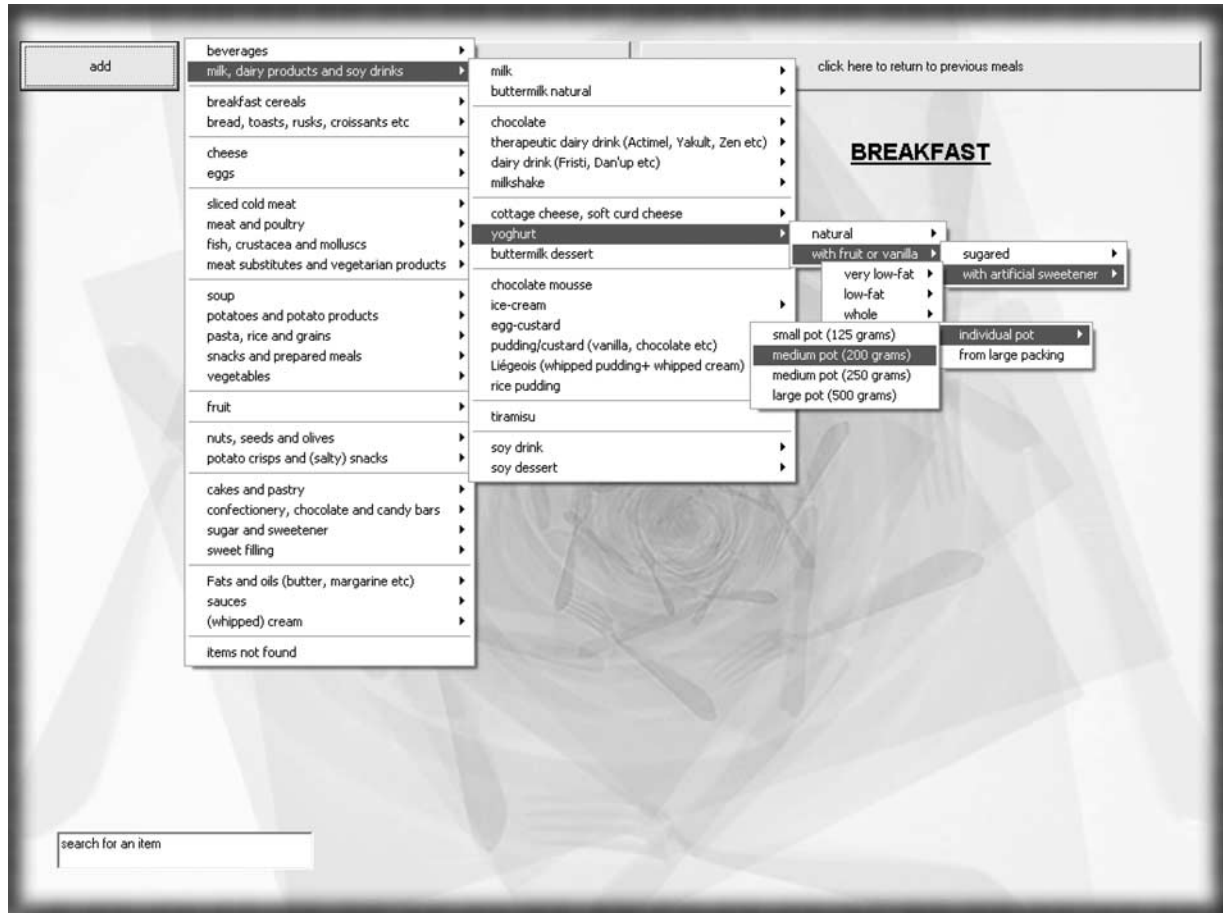 add
click here to return to previous meals
BREAKFAST
beverages
milk, dairy products and soy drinks
breakfast cereals
bread, toasts, rusks, croissants etc
cheese
eggs
sliced cold meat
meat and poultry
fish, crustacea and molluscs
meat substitutes and vegetarian products
soup
potatoes and potato products
pasta, rice and grains
snacks and prepared meals
vegetables
fruit
nuts, seeds and olives
potato crisps and (salty) snacks
cakes and pastry
confectionery, chocolate and candy bars
sugar and sweetener
sweet filling
Fats and oils (butter, margarine etc)
sauces
(whipped) cream
items not found
milk
buttermilk natural
chocolate
therapeutic dairy drink (Actimel, Yakult, Zen etc)
dairy drink (Fristi, Dan'up etc)
milkshake
cottage cheese, soft curd cheese
yoghurt
buttermilk dessert
chocolate mousse
ice-cream
egg-custard
pudding/custard (vanilla, chocolate etc)
Liégeois (whipped pudding+ whipped cream)
rice pudding
tiramisu
soy drink
soy dessert
natural
with fruit or vanilla
sugared
with artificial sweetener
very low-fat
low-fat
whole
individual pot
from large packing
small pot (125 grams)
medium pot (200 grams)
medium pot (250 grams)
large pot (500 grams)
search for an item